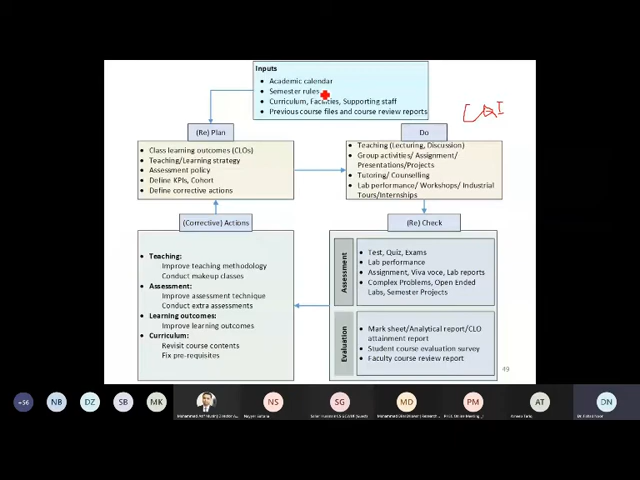 Inputs
• Academic calendar
• Semester rules
• Curriculum, Facilities, Supporting staff
• Previous course files and course review reports
CQI
(Re) Plan
• Class learning outcomes (CLOs)
• Teaching/Learning strategy
• Assessment policy
• Define KPIs, Cohort
• Define corrective actions
Do
• Teaching (Lecturing, Discussion)
• Group activities/ Assignment/
Presentations/Projects
• Tutoring/ Counselling
• Lab performance/ Workshops/ Industrial
Tours/Internships
(Corrective) Actions
• Teaching:
Improve teaching methodology
Conduct makeup classes
• Assessment:
Improve assessment technique
Conduct extra assessments
• Learning outcomes:
Improve learning outcomes
• Curriculum:
Revisit course contents
Fix pre-requisites
(Re) Check
Assessment
• Test, Quiz, Exams
• Lab performance
• Assignment, Viva voce, Lab reports
• Complex Problems, Open Ended
Labs, Semester Projects
Evaluation
• Mark sheet/Analytical report/CLO
attainment report
• Student course evaluation survey
• Faculty course review report
49
+56
NB
DZ
SB
MK
NS
SG
MD
PM
AT
DN